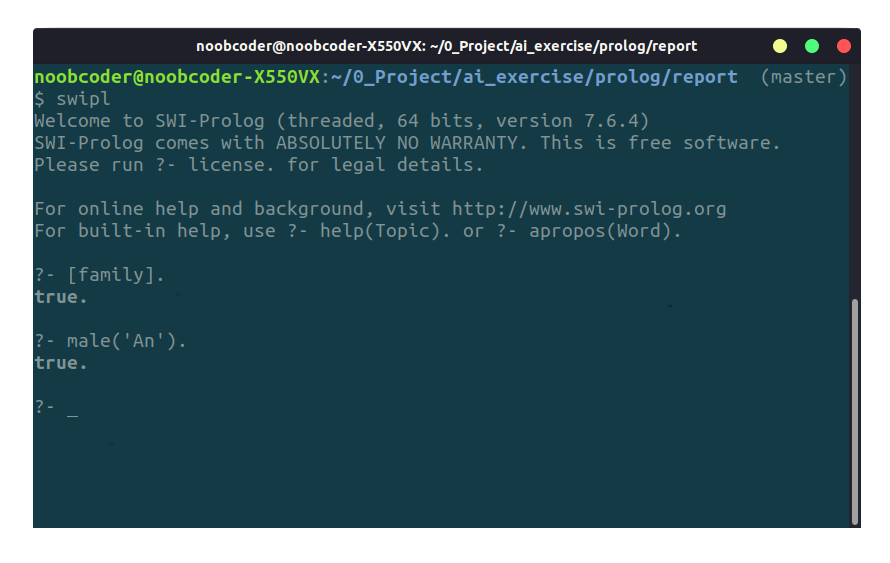 noobcoder@noobcoder-X550VX: ~/0_Project/ai_exercise/prolog/report
noobcoder@noobcoder-X550VX:~/0_Project/ai_exercise/prolog/report (master)
$ swipl
Welcome to SWI-Prolog (threaded, 64 bits, version 7.6.4)
SWI-Prolog comes with ABSOLUTELY NO WARRANTY. This is free software.
Please run ?- license. for legal details.
For online help and background, visit http://www.swi-prolog.org
For built-in help, use ?- help(Topic). or ?- apropos(Word).
?- [family].
true.
?- male('An').
true.
?- _